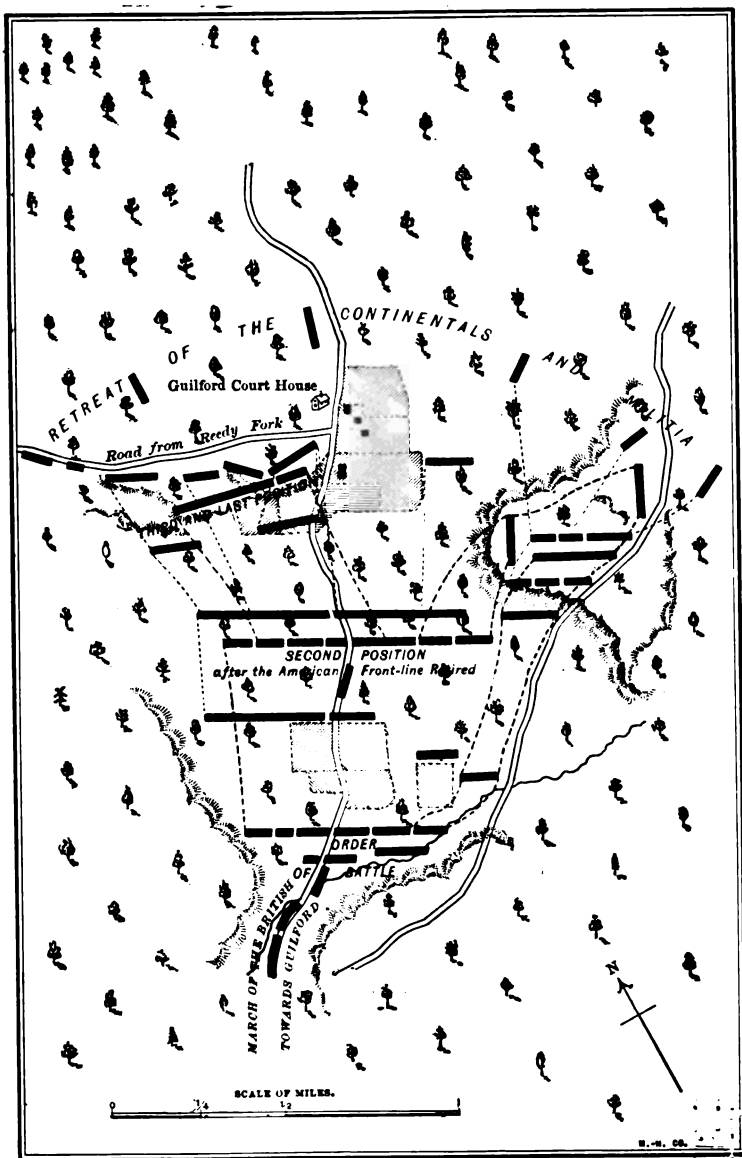 RETREAT OF THE CONTINENTALS AND MILITIA
Guilford Court House
Road from Reedy Fork
THIRD AND LAST POSITION
SECOND POSITION
after the American Front-line Retired
ORDER
OF BATTLE
MARCH OF THE BRITISH
TOWARDS GUILFORD
N
SCALE OF MILES.
0 1/4 1/2 1
M.-N. CO.